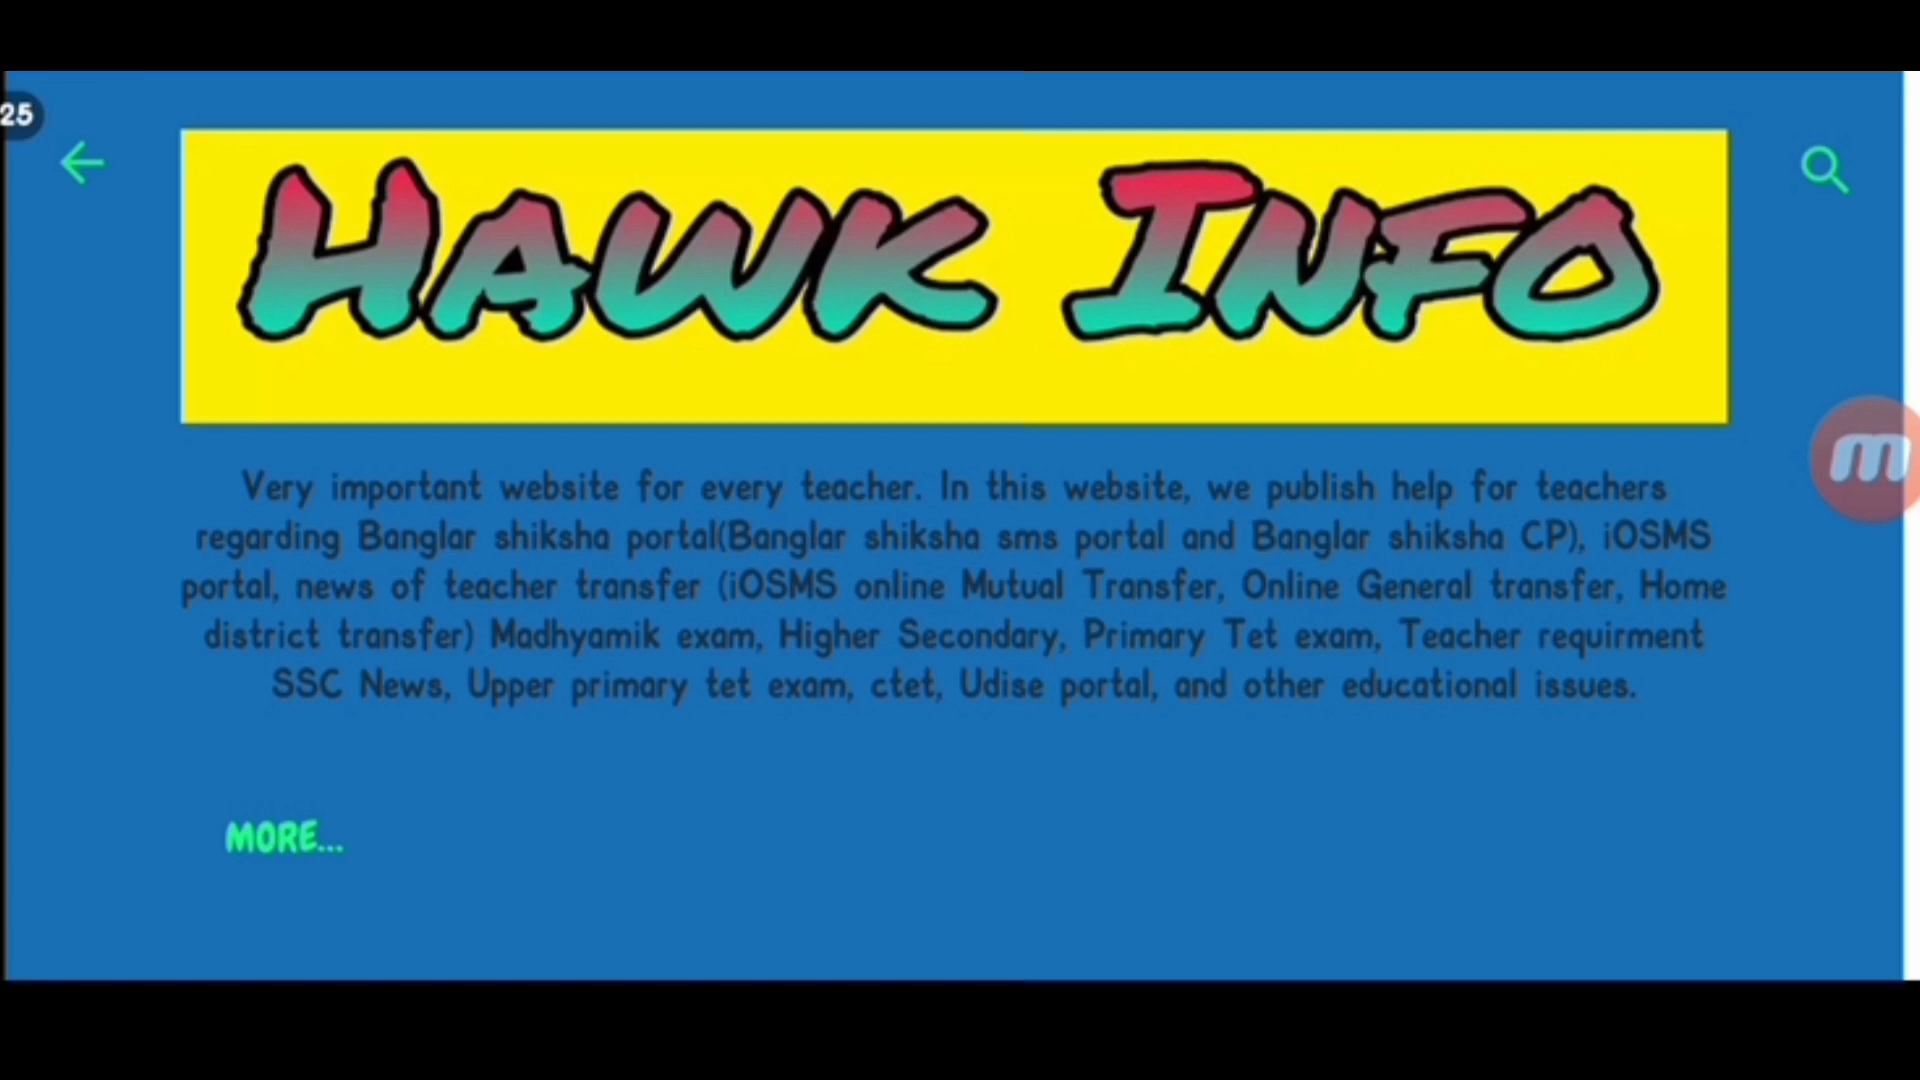 25
HAWK INFO
Very important website for every teacher. In this website, we publish help for teachers
regarding Banglar shiksha portal(Banglar shiksha sms portal and Banglar shiksha CP), iOSMS
portal, news of teacher transfer (iOSMS online Mutual Transfer, Online General transfer, Home
district transfer) Madhyamik exam, Higher Secondary, Primary Tet exam, Teacher requirment
SSC News, Upper primary tet exam, ctet, Udise portal, and other educational issues.
MORE...